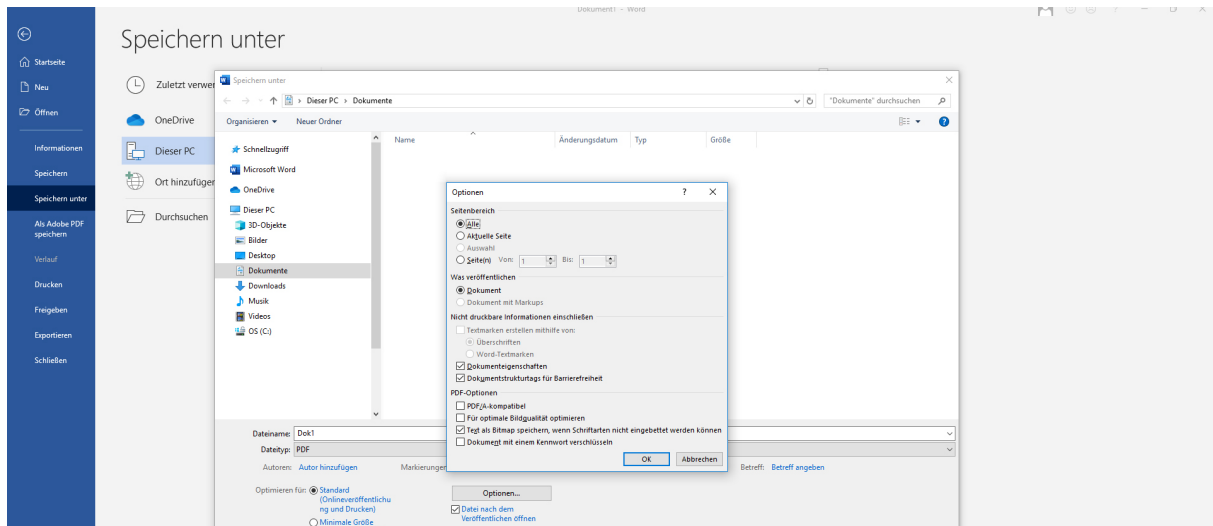 Dokument1 - Word
Speichern unter
Startseite
Neu
Öffnen
Informationen
Speichern
Speichern unter
Als Adobe PDF
speichern
Verlauf
Drucken
Freigeben
Exportieren
Schließen
Zuletzt verwer
OneDrive
Dieser PC
Ort hinzufüger
Durchsuchen
Speichern unter
Dieser PC › Dokumente
"Dokumente" durchsuchen
Organisieren
Neuer Ordner
Name
Änderungsdatum
Typ
Größe
Schnellzugriff
Microsoft Word
OneDrive
Dieser PC
3D-Objekte
Bilder
Desktop
Dokumente
Downloads
Musik
Videos
OS (C:)
Optionen
Seitenbereich
Alle
Aktuelle Seite
Auswahl
Seite(n) Von: 1 Bis: 1
Was veröffentlichen
Dokument
Dokument mit Markups
Nicht druckbare Informationen einschließen
Textmarken erstellen mithilfe von:
Überschriften
Word-Textmarken
Dokumenteigenschaften
Dokumentstrukturtags für Barrierefreiheit
PDF-Optionen
PDF/A-kompatibel
Für optimale Bildqualität optimieren
Text als Bitmap speichern, wenn Schriftarten nicht eingebettet werden können
Dokument mit einem Kennwort verschlüsseln
OK
Abbrechen
Dateiname: Dok1
Dateityp: PDF
Autoren: Autor hinzufügen
Markierunger
Betreff: Betreff angeben
Optimieren für: Standard
(Onlineveröffentlichu
ng und Drucken)
Minimale Größe
Optionen...
Datei nach dem
Veröffentlichen öffnen